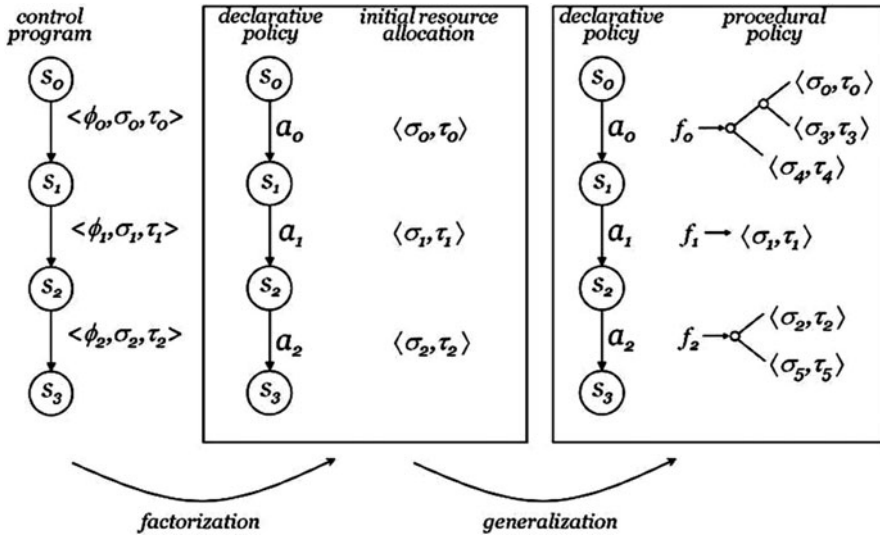 control program
declarative policy
initial resource allocation
declarative policy
procedural policy
S₀
<ϕ₀,σ₀,τ₀>
S₁
<ϕ₁,σ₁,τ₁>
S₂
<ϕ₂,σ₂,τ₂>
S₃
S₀
a₀
⟨σ₀,τ₀⟩
S₁
a₁
⟨σ₁,τ₁⟩
S₂
a₂
⟨σ₂,τ₂⟩
S₃
S₀
a₀
f₀
⟨σ₀,τ₀⟩
⟨σ₃,τ₃⟩
⟨σ₄,τ₄⟩
S₁
a₁
f₁
⟨σ₁,τ₁⟩
S₂
a₂
f₂
⟨σ₂,τ₂⟩
⟨σ₅,τ₅⟩
S₃
factorization
generalization